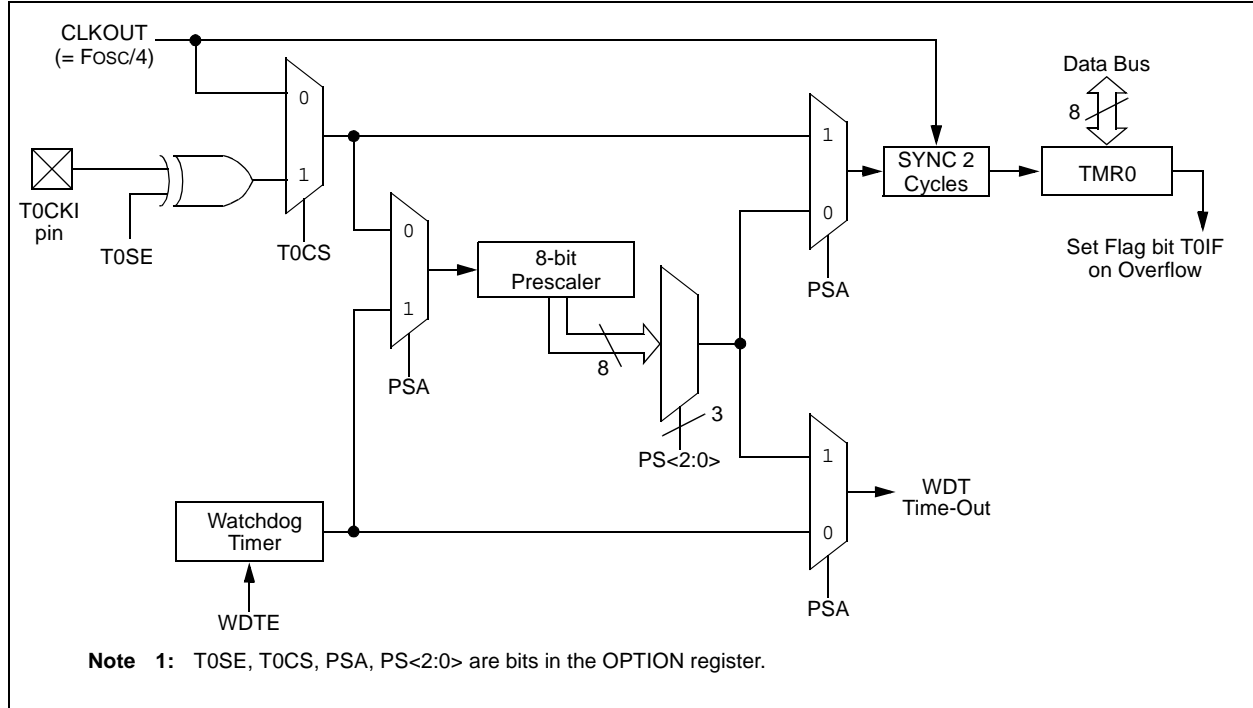 CLKOUT
(= FOSC/4)
0
1
T0CKI
pin
T0SE
T0CS
0
1
PSA
8-bit
Prescaler
8
3
PS<2:0>
1
0
PSA
SYNC 2
Cycles
Data Bus
8
TMR0
Set Flag bit T0IF
on Overflow
Watchdog
Timer
WDTE
1
0
PSA
WDT
Time-Out
Note 1: T0SE, T0CS, PSA, PS<2:0> are bits in the OPTION register.